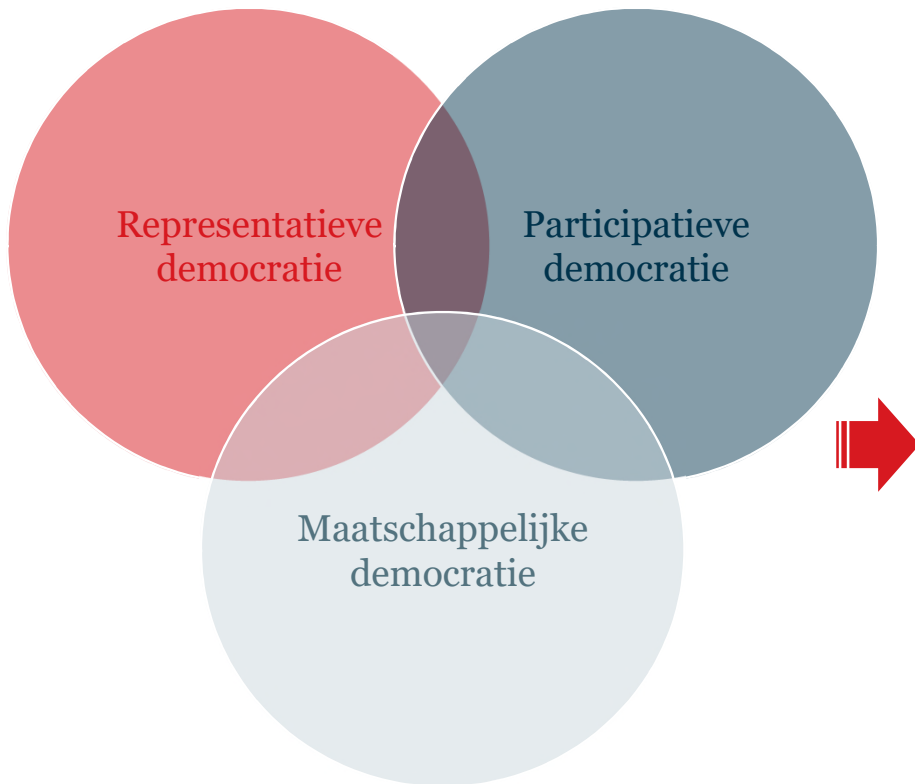 Representatieve
democratie
Participatieve
democratie
Maatschappelijke
democratie